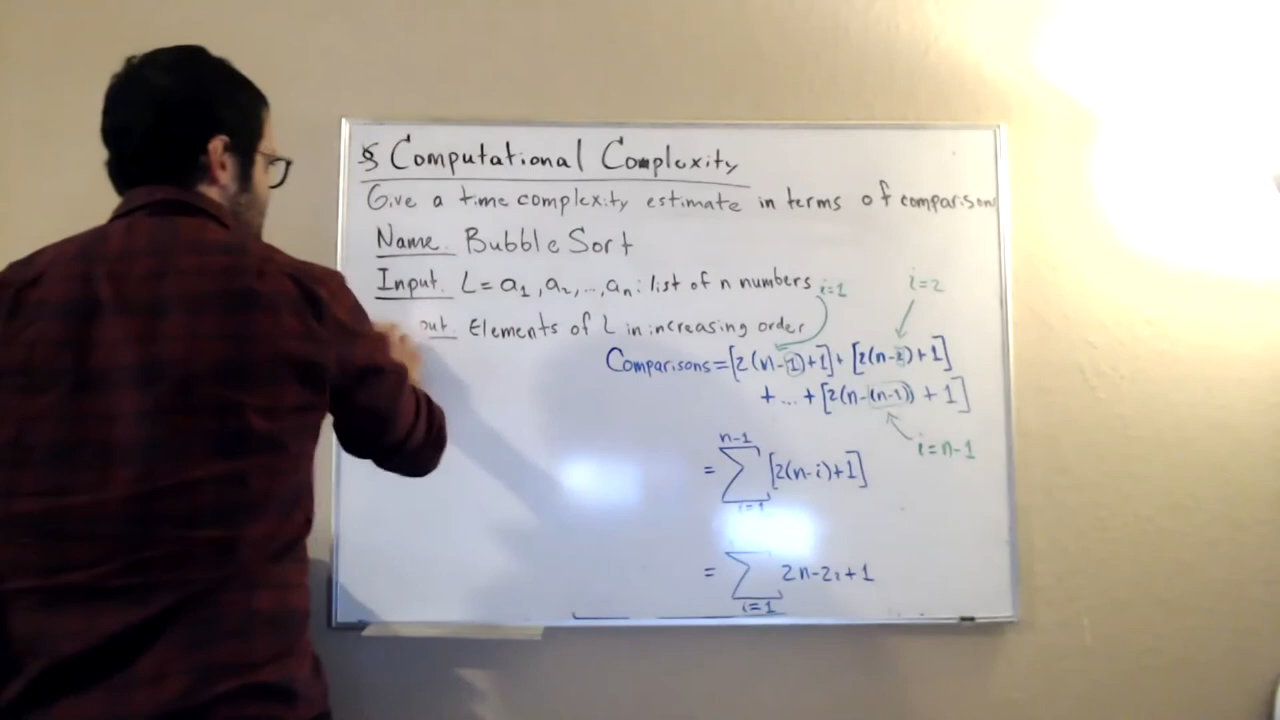 § Computational Complexity
Give a time complexity estimate in terms of comparisons
Name. Bubble Sort
Input. L = a₁, a₂, ..., aₙ : list of n numbers
i=1
i=2
put. Elements of L in increasing order
Comparisons = [2(n-1)+1] + [2(n-2)+1]
+ ... + [2(n-(n-1)) + 1]
i=n-1
n-1
= ∑ [2(n-i)+1]
i=1
= ∑ 2n-2i+1
i=1